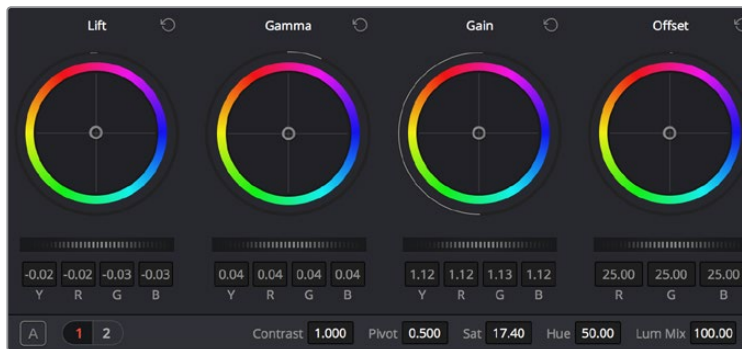 Lift Gamma Gain Offset
-0.02 -0.02 -0.03 -0.03 0.04 0.04 0.04 0.04 1.12 1.12 1.13 1.12 25.00 25.00 25.00
Y R G B Y R G B Y R G B R G B
A 1 2 Contrast 1.000 Pivot 0.500 Sat 17.40 Hue 50.00 Lum Mix 100.00